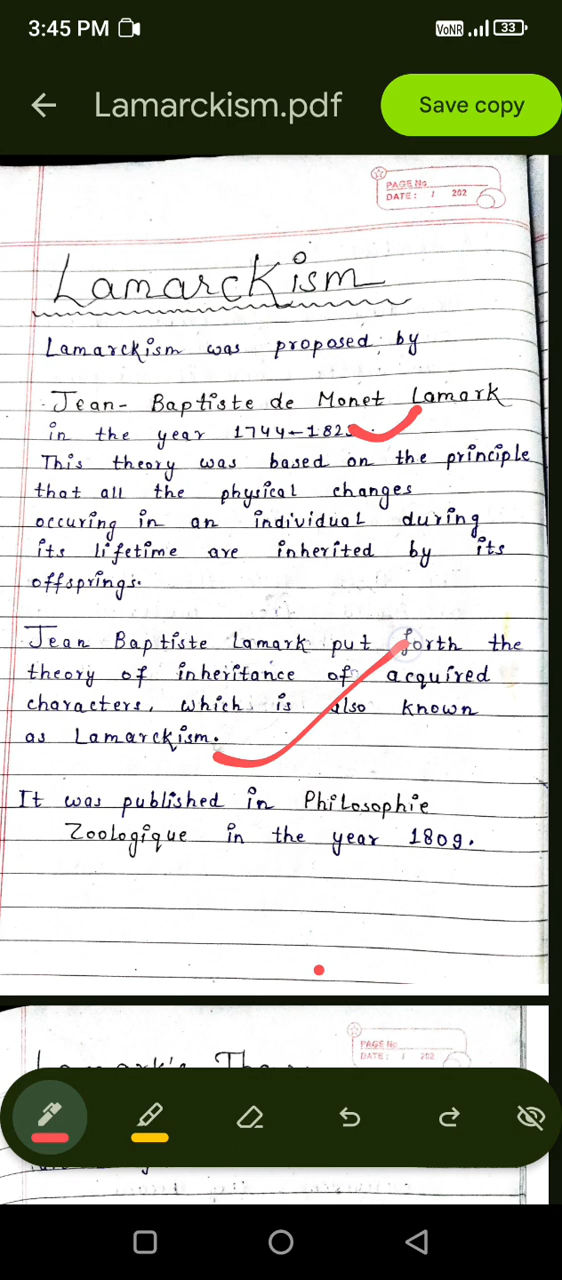 3:45 PM
VoNR 33
Lamarckism.pdf
Save copy
PAGE No
DATE: / 202
Lamarckism
Lamarckism was proposed by
Jean- Baptiste de Monet Lamark
in the year 1744-182
This theory was based on the principle
that all the physical changes
occuring in an individual during
its lifetime are inherited by its
offsprings.
Jean Baptiste Lamark put forth the
theory of inheritance of acquired
characters, which is also known
as Lamarckism.
It was published in Philosophie
Zoologique in the year 1809.
PAGE No
DATE: / 202